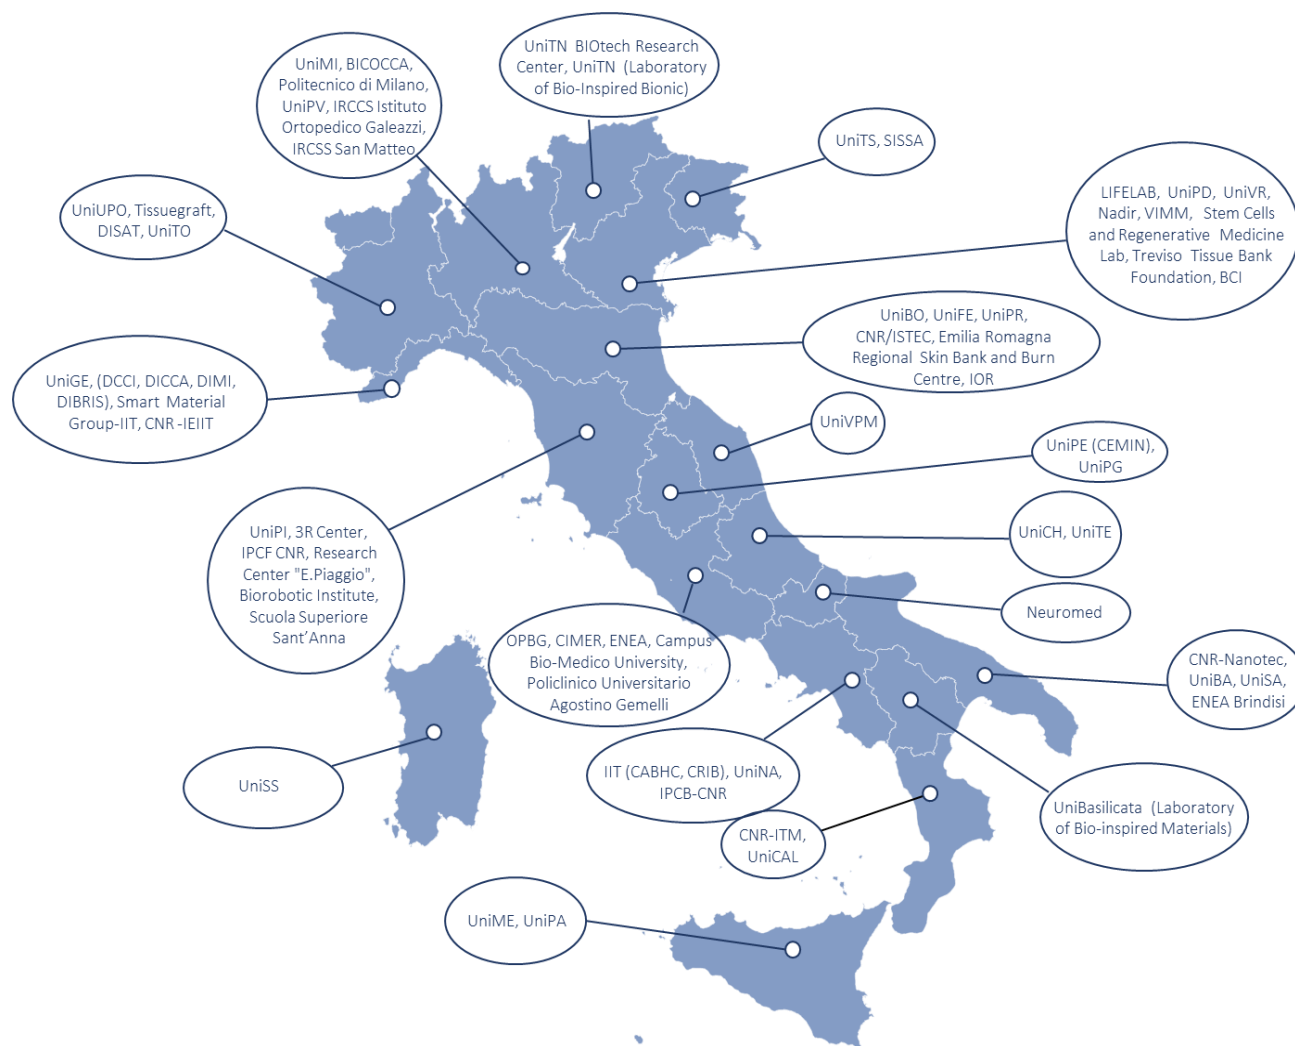 UniTN BIOtech Research
Center, UniTN (Laboratory
of Bio-Inspired Bionic)
UniMI, BICOCCA,
Politecnico di Milano,
UniPV, IRCCS Istituto
Ortopedico Galeazzi,
IRCSS San Matteo
UniTS, SISSA
UniUPO, Tissuegraft,
DISAT, UniTO
LIFELAB, UniPD, UniVR,
Nadir, VIMM, Stem Cells
and Regenerative Medicine
Lab, Treviso Tissue Bank
Foundation, BCI
UniBO, UniFE, UniPR,
CNR/ISTEC, Emilia Romagna
Regional Skin Bank and Burn
Centre, IOR
UniGE, (DCCI, DICCA, DIMI,
DIBRIS), Smart Material
Group-IIT, CNR -IEIIT
UniVPM
UniPE (CEMIN),
UniPG
UniPI, 3R Center,
IPCF CNR, Research
Center "E.Piaggio",
Biorobotic Institute,
Scuola Superiore
Sant’Anna
UniCH, UniTE
Neuromed
OPBG, CIMER, ENEA, Campus
Bio-Medico University,
Policlinico Universitario
Agostino Gemelli
CNR-Nanotec,
UniBA, UniSA,
ENEA Brindisi
UniSS
IIT (CABHC, CRIB), UniNA,
IPCB-CNR
UniBasilicata (Laboratory
of Bio-inspired Materials)
CNR-ITM,
UniCAL
UniME, UniPA